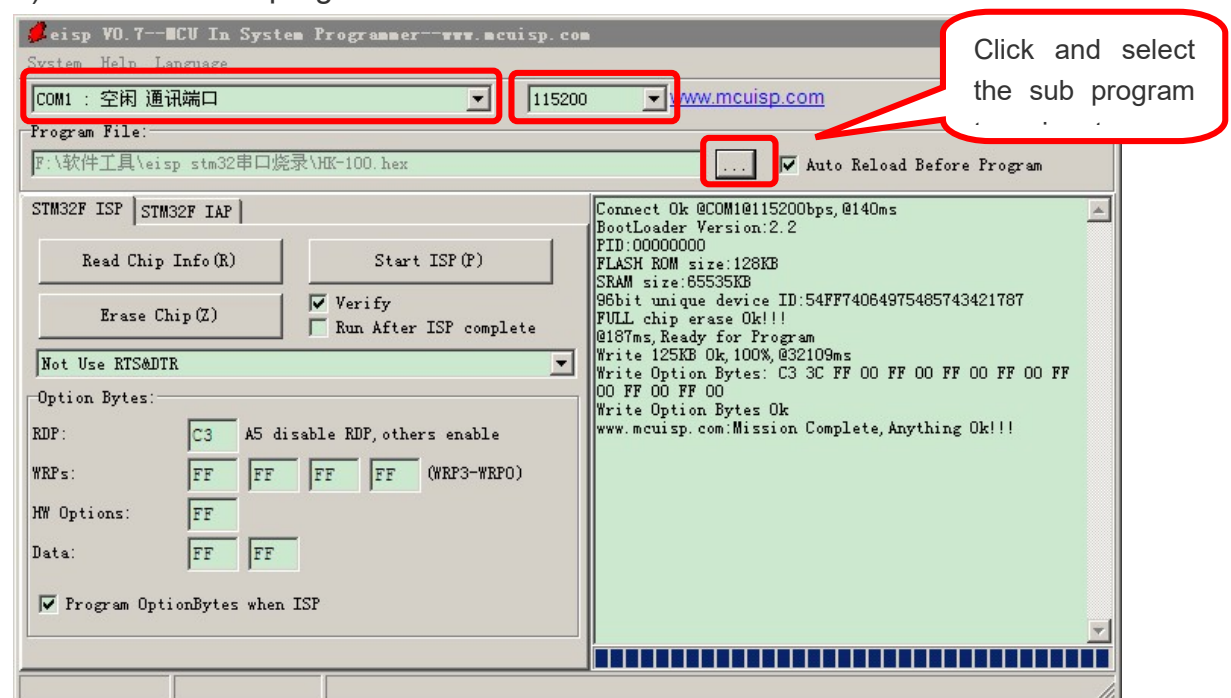 eisp V0.7--MCU In System Programmer--www.mcuisp.com
System Help Language
COM1 : 空闲 通讯端口
115200
www.mcuisp.com
Click and select
the sub program
Program File:
F:\软件工具\eisp stm32串口烧录\HK-100.hex
...
Auto Reload Before Program
STM32F ISP
STM32F IAP
Read Chip Info(R)
Start ISP(P)
Erase Chip(Z)
Verify
Run After ISP complete
Not Use RTS&DTR
Option Bytes:
RDP:
C3
A5 disable RDP,others enable
WRPs:
FF FF FF FF (WRP3-WRP0)
HW Options:
FF
Data:
FF FF
Program OptionBytes when ISP
Connect Ok @COM1@115200bps,@140ms
BootLoader Version:2.2
PID:00000000
FLASH ROM size:128KB
SRAM size:65535KB
96bit unique device ID:54FF74064975485743421787
FULL chip erase Ok!!!
@187ms,Ready for Program
Write 125KB Ok,100%,@32109ms
Write Option Bytes: C3 3C FF 00 FF 00 FF 00 FF 00 FF
00 FF 00 FF 00
Write Option Bytes Ok
www.mcuisp.com:Mission Complete,Anything Ok!!!